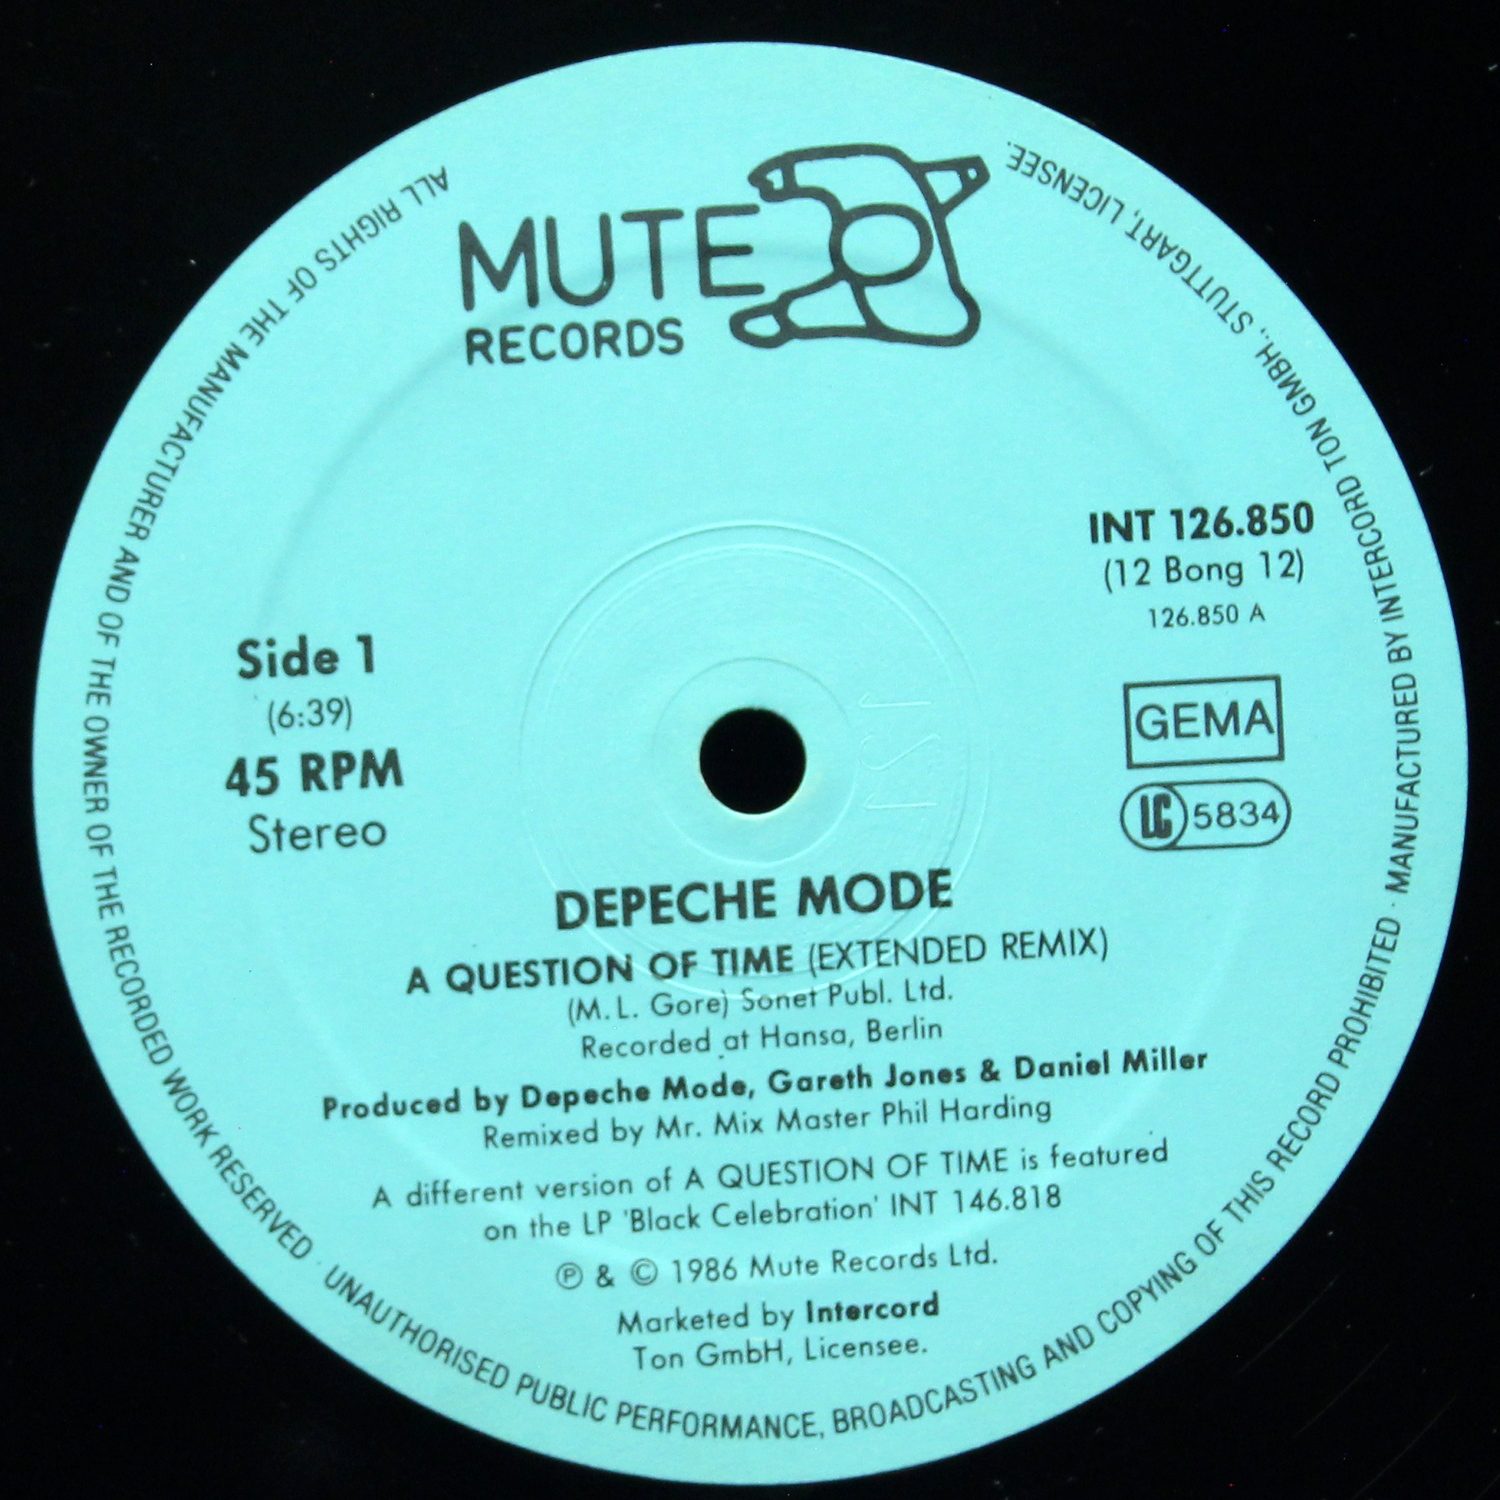 MUTE
RECORDS
INT 126.850
(12 Bong 12)
126.850 A
Side 1
(6:39)
45 RPM
Stereo
GEMA
LC 5834
DEPECHE MODE
A QUESTION OF TIME (EXTENDED REMIX)
(M. L. Gore) Sonet Publ. Ltd.
Recorded at Hansa, Berlin
Produced by Depeche Mode, Gareth Jones & Daniel Miller
Remixed by Mr. Mix Master Phil Harding
A different version of A QUESTION OF TIME is featured
on the LP 'Black Celebration' INT 146.818
℗ & © 1986 Mute Records Ltd.
Marketed by Intercord
Ton GmbH, Licensee.
ALL RIGHTS OF THE MANUFACTURER AND OF THE OWNER OF THE RECORDED WORK RESERVED · UNAUTHORISED PUBLIC PERFORMANCE, BROADCASTING AND COPYING OF THIS RECORD PROHIBITED · MANUFACTURED BY INTERCORD TON GMBH., STUTTGART, LICENSEE.